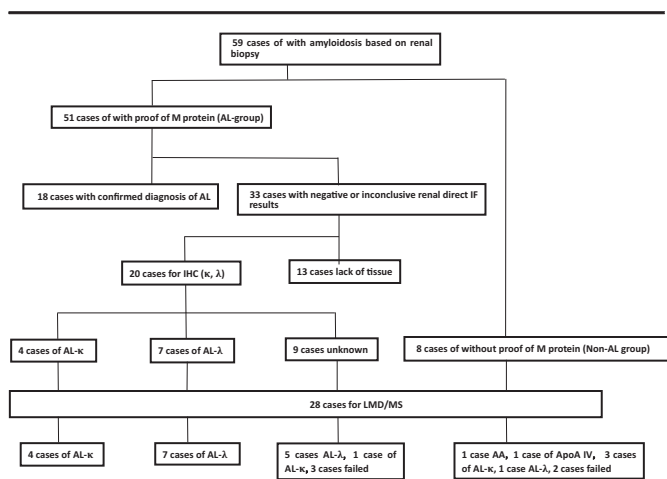 59 cases of with amyloidosis based on renal
biopsy
51 cases of with proof of M protein (AL-group)
18 cases with confirmed diagnosis of AL
33 cases with negative or inconclusive renal direct IF
results
20 cases for IHC (κ, λ)
13 cases lack of tissue
4 cases of AL-κ
7 cases of AL-λ
9 cases unknown
8 cases of without proof of M protein (Non-AL group)
28 cases for LMD/MS
4 cases of AL-κ
7 cases of AL-λ
5 cases AL-λ, 1 case of
AL-κ, 3 cases failed
1 case AA, 1 case of ApoA IV, 3 cases
of AL-κ, 1 case AL-λ, 2 cases failed